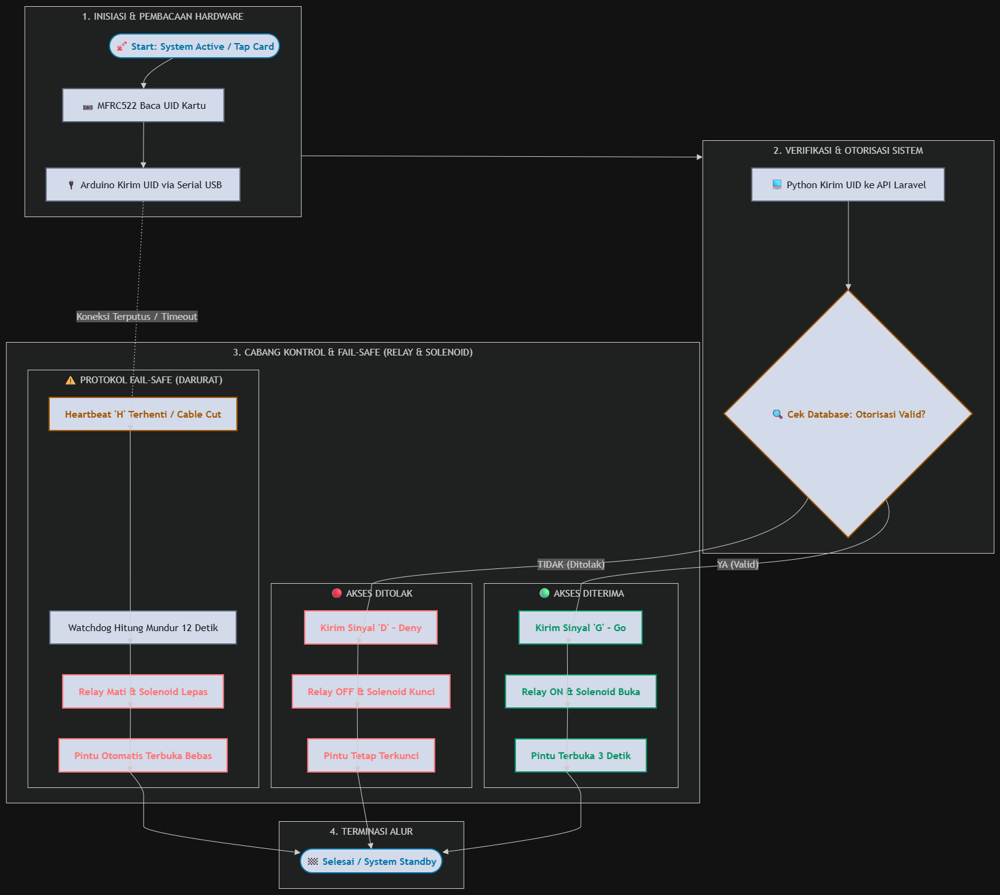 1. INISIASI & PEMBACAAN HARDWARE
🚀 Start: System Active / Tap Card
📷 MFRC522 Baca UID Kartu
🔌 Arduino Kirim UID via Serial USB
2. VERIFIKASI & OTORISASI SISTEM
💻 Python Kirim UID ke API Laravel
🔍 Cek Database: Otorisasi Valid?
Koneksi Terputus / Timeout
TIDAK (Ditolak)
YA (Valid)
3. CABANG KONTROL & FAIL-SAFE (RELAY & SOLENOID)
⚠️ PROTOKOL FAIL-SAFE (DARURAT)
Heartbeat 'H' Terhenti / Cable Cut
Watchdog Hitung Mundur 12 Detik
Relay Mati & Solenoid Lepas
Pintu Otomatis Terbuka Bebas
🔴 AKSES DITOLAK
Kirim Sinyal 'D' - Deny
Relay OFF & Solenoid Kunci
Pintu Tetap Terkunci
🟢 AKSES DITERIMA
Kirim Sinyal 'G' - Go
Relay ON & Solenoid Buka
Pintu Terbuka 3 Detik
4. TERMINASI ALUR
🏁 Selesai / System Standby